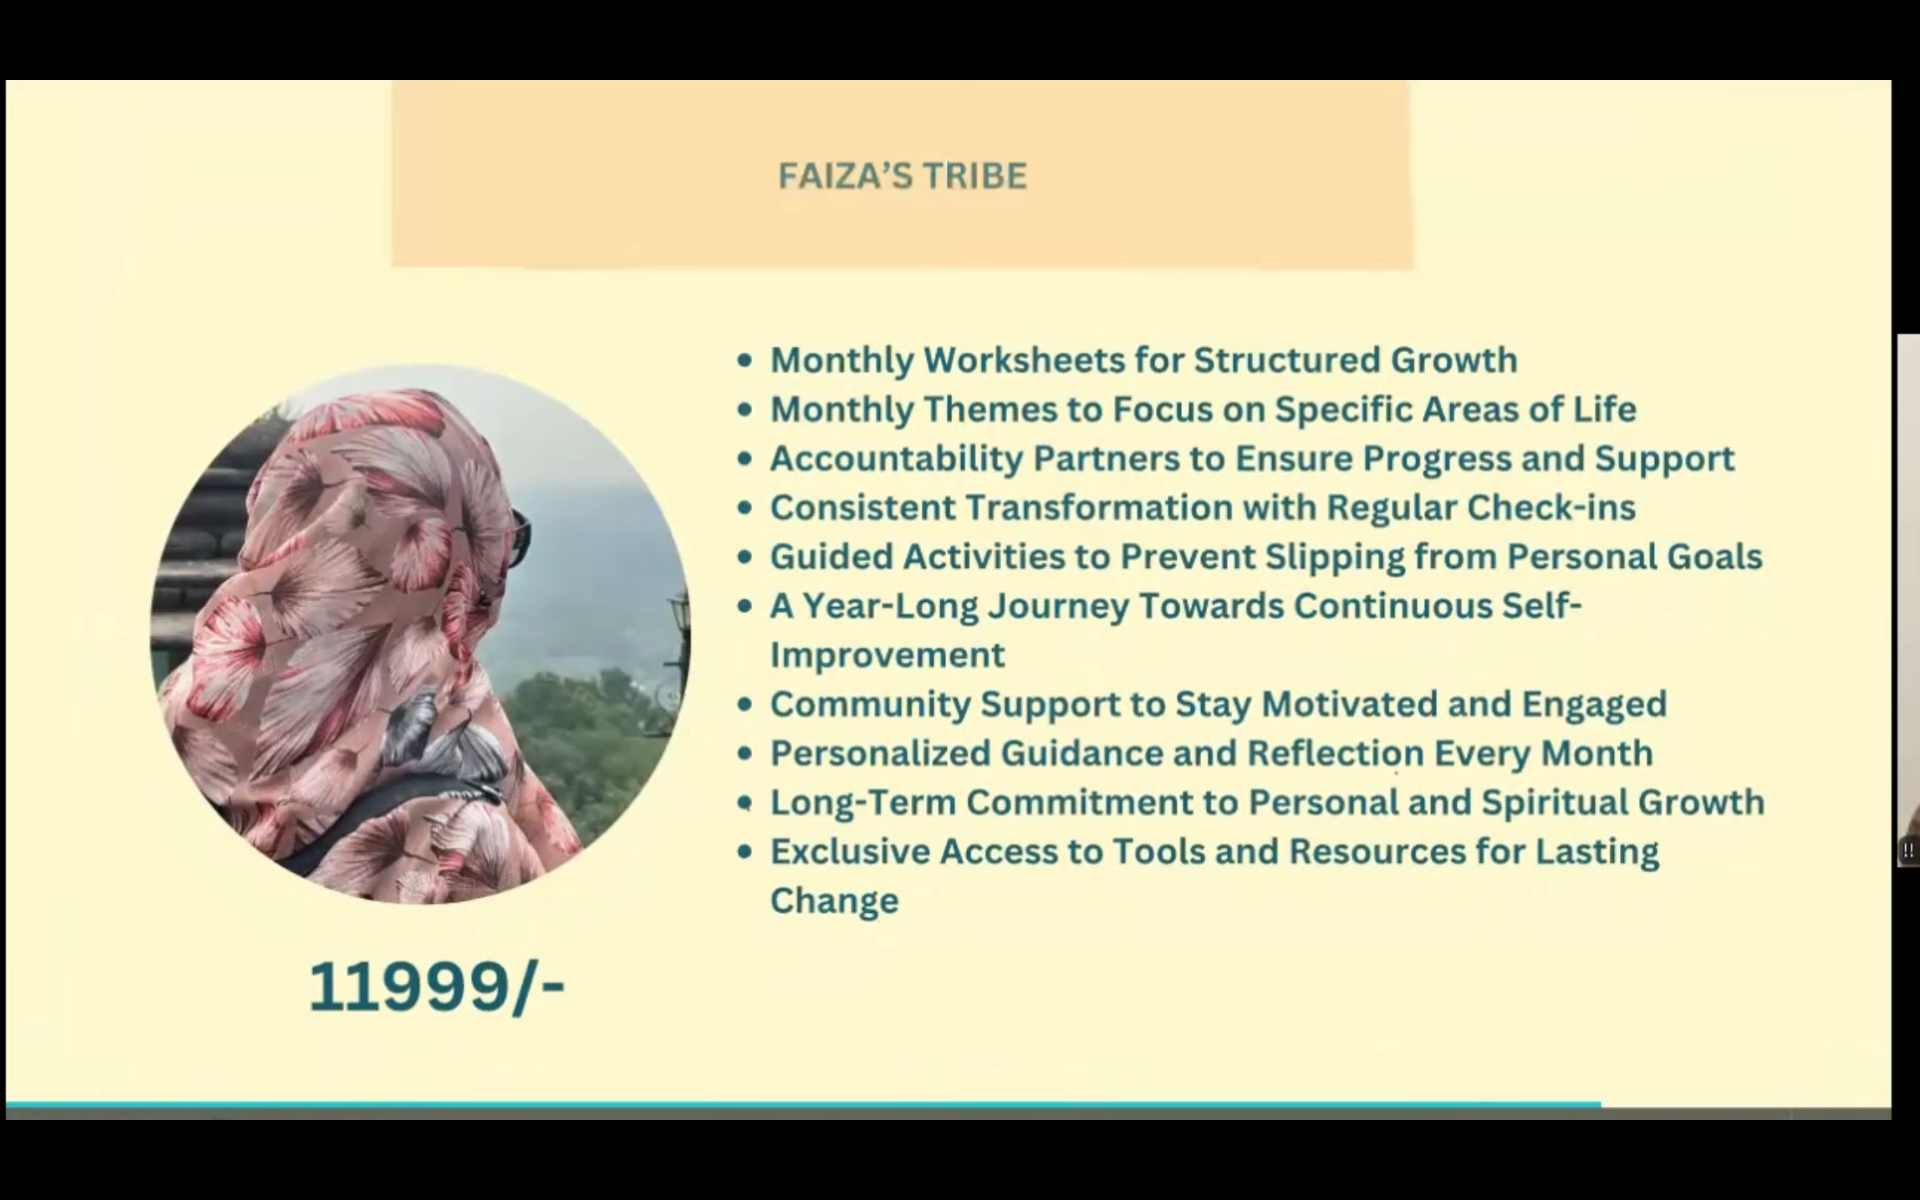 FAIZA’S TRIBE
• Monthly Worksheets for Structured Growth
• Monthly Themes to Focus on Specific Areas of Life
• Accountability Partners to Ensure Progress and Support
• Consistent Transformation with Regular Check-ins
• Guided Activities to Prevent Slipping from Personal Goals
• A Year-Long Journey Towards Continuous Self-
Improvement
• Community Support to Stay Motivated and Engaged
• Personalized Guidance and Reflection Every Month
• Long-Term Commitment to Personal and Spiritual Growth
• Exclusive Access to Tools and Resources for Lasting
Change
11999/-